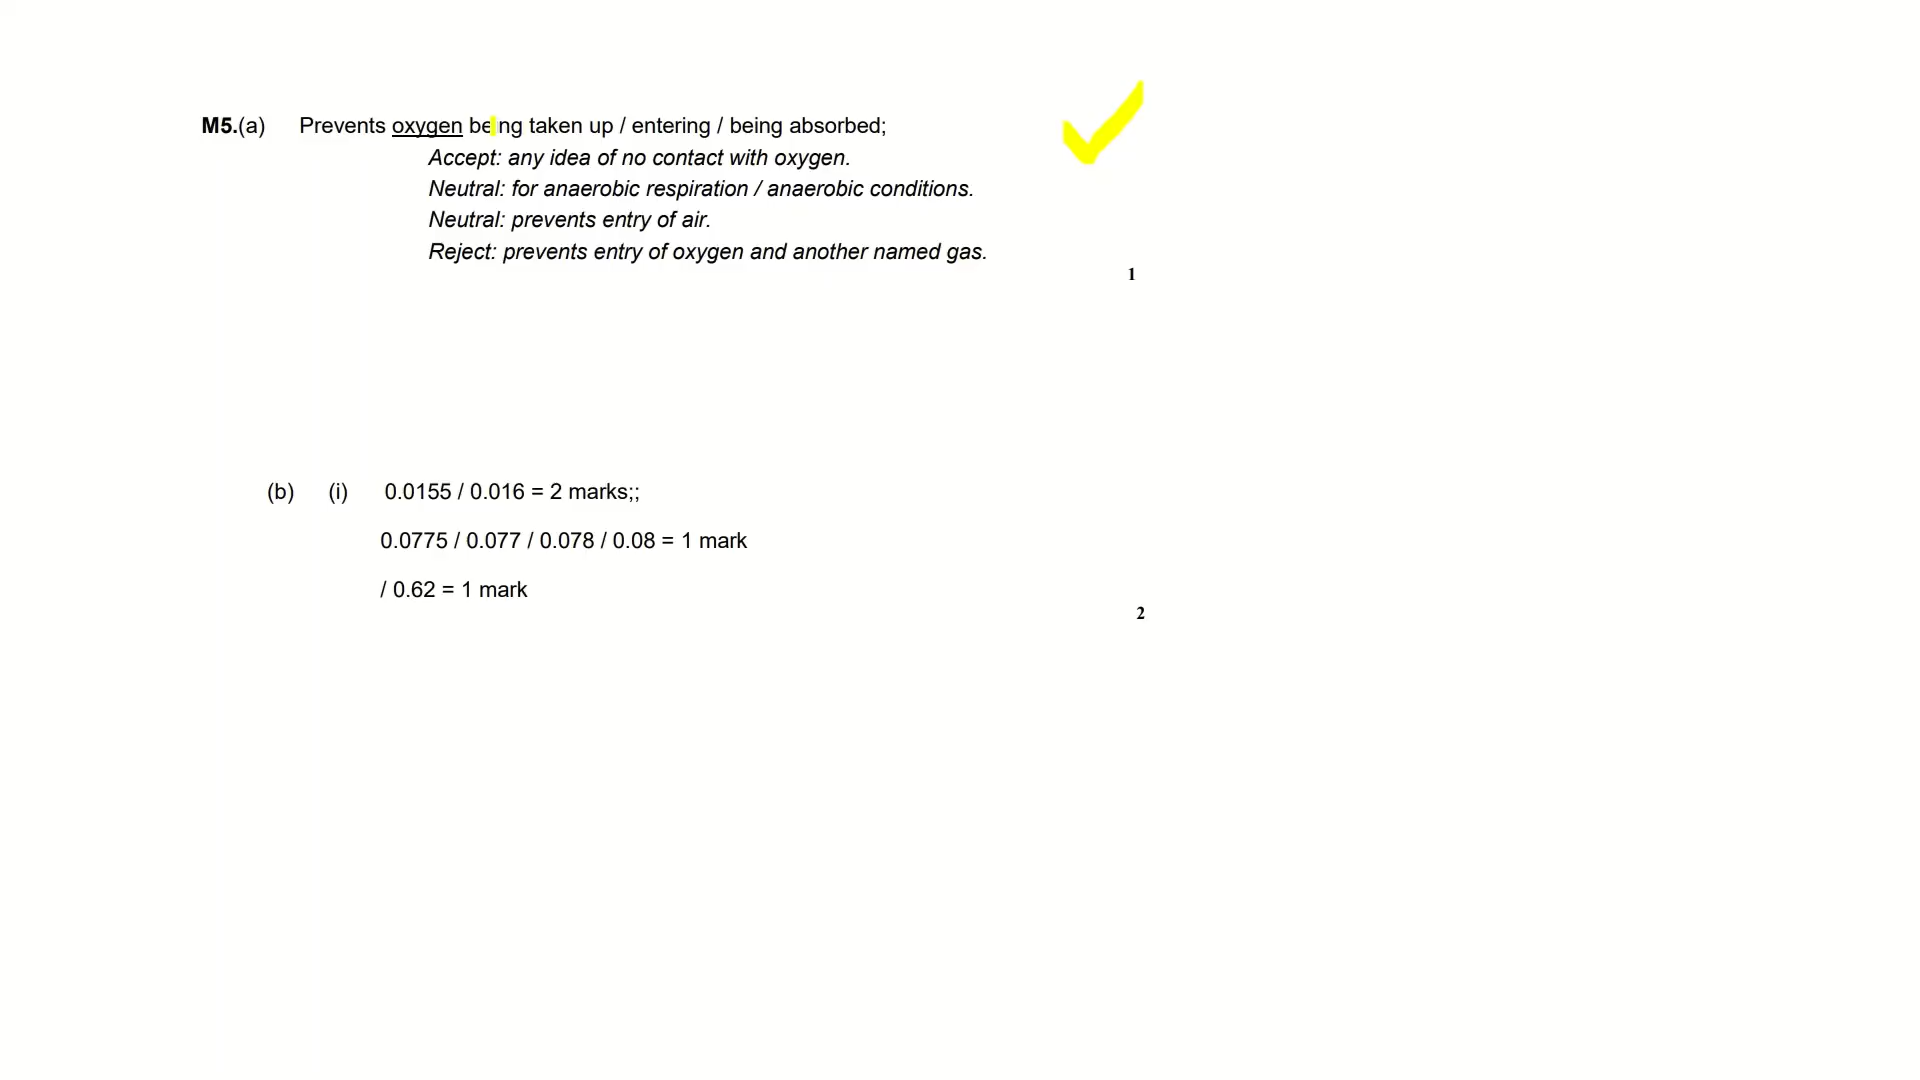 M5.(a) Prevents oxygen being taken up / entering / being absorbed;
Accept: any idea of no contact with oxygen.
Neutral: for anaerobic respiration / anaerobic conditions.
Neutral: prevents entry of air.
Reject: prevents entry of oxygen and another named gas.
1
(b) (i) 0.0155 / 0.016 = 2 marks;;
0.0775 / 0.077 / 0.078 / 0.08 = 1 mark
/ 0.62 = 1 mark
2